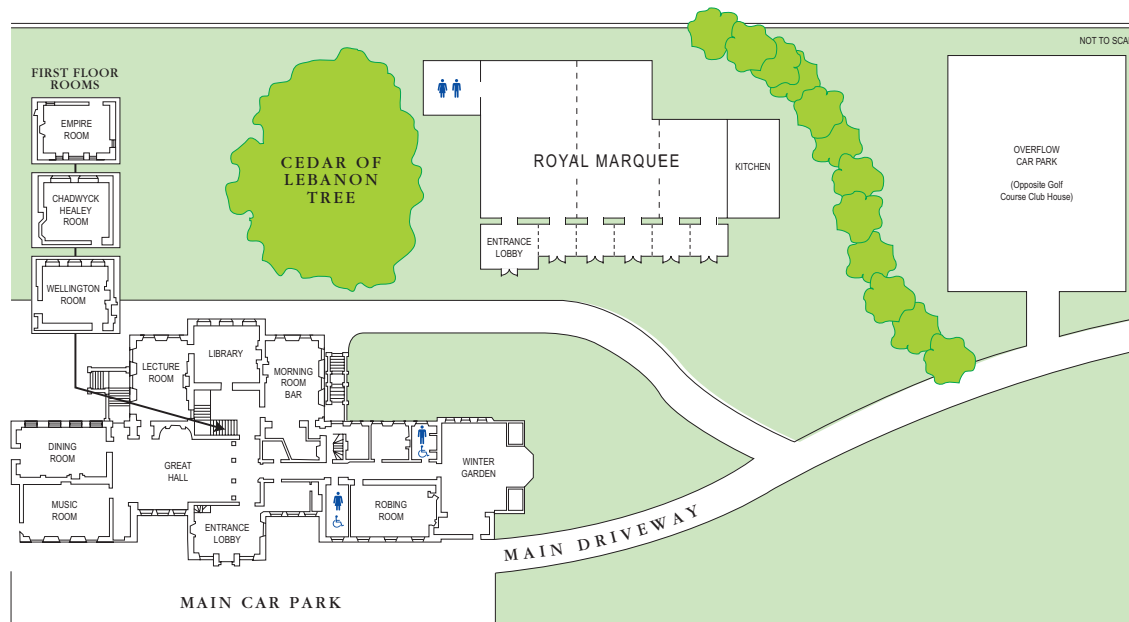 NOT TO SCA
FIRST FLOOR
ROOMS
EMPIRE
ROOM
CHADWYCK
HEALEY
ROOM
WELLINGTON
ROOM
CEDAR OF
LEBANON
TREE
ROYAL MARQUEE
KITCHEN
ENTRANCE
LOBBY
OVERFLOW
CAR PARK
(Opposite Golf
Course Club House)
LIBRARY
LECTURE
ROOM
MORNING
ROOM
BAR
DINING
ROOM
GREAT
HALL
MUSIC
ROOM
ENTRANCE
LOBBY
ROBING
ROOM
WINTER
GARDEN
MAIN DRIVEWAY
MAIN CAR PARK